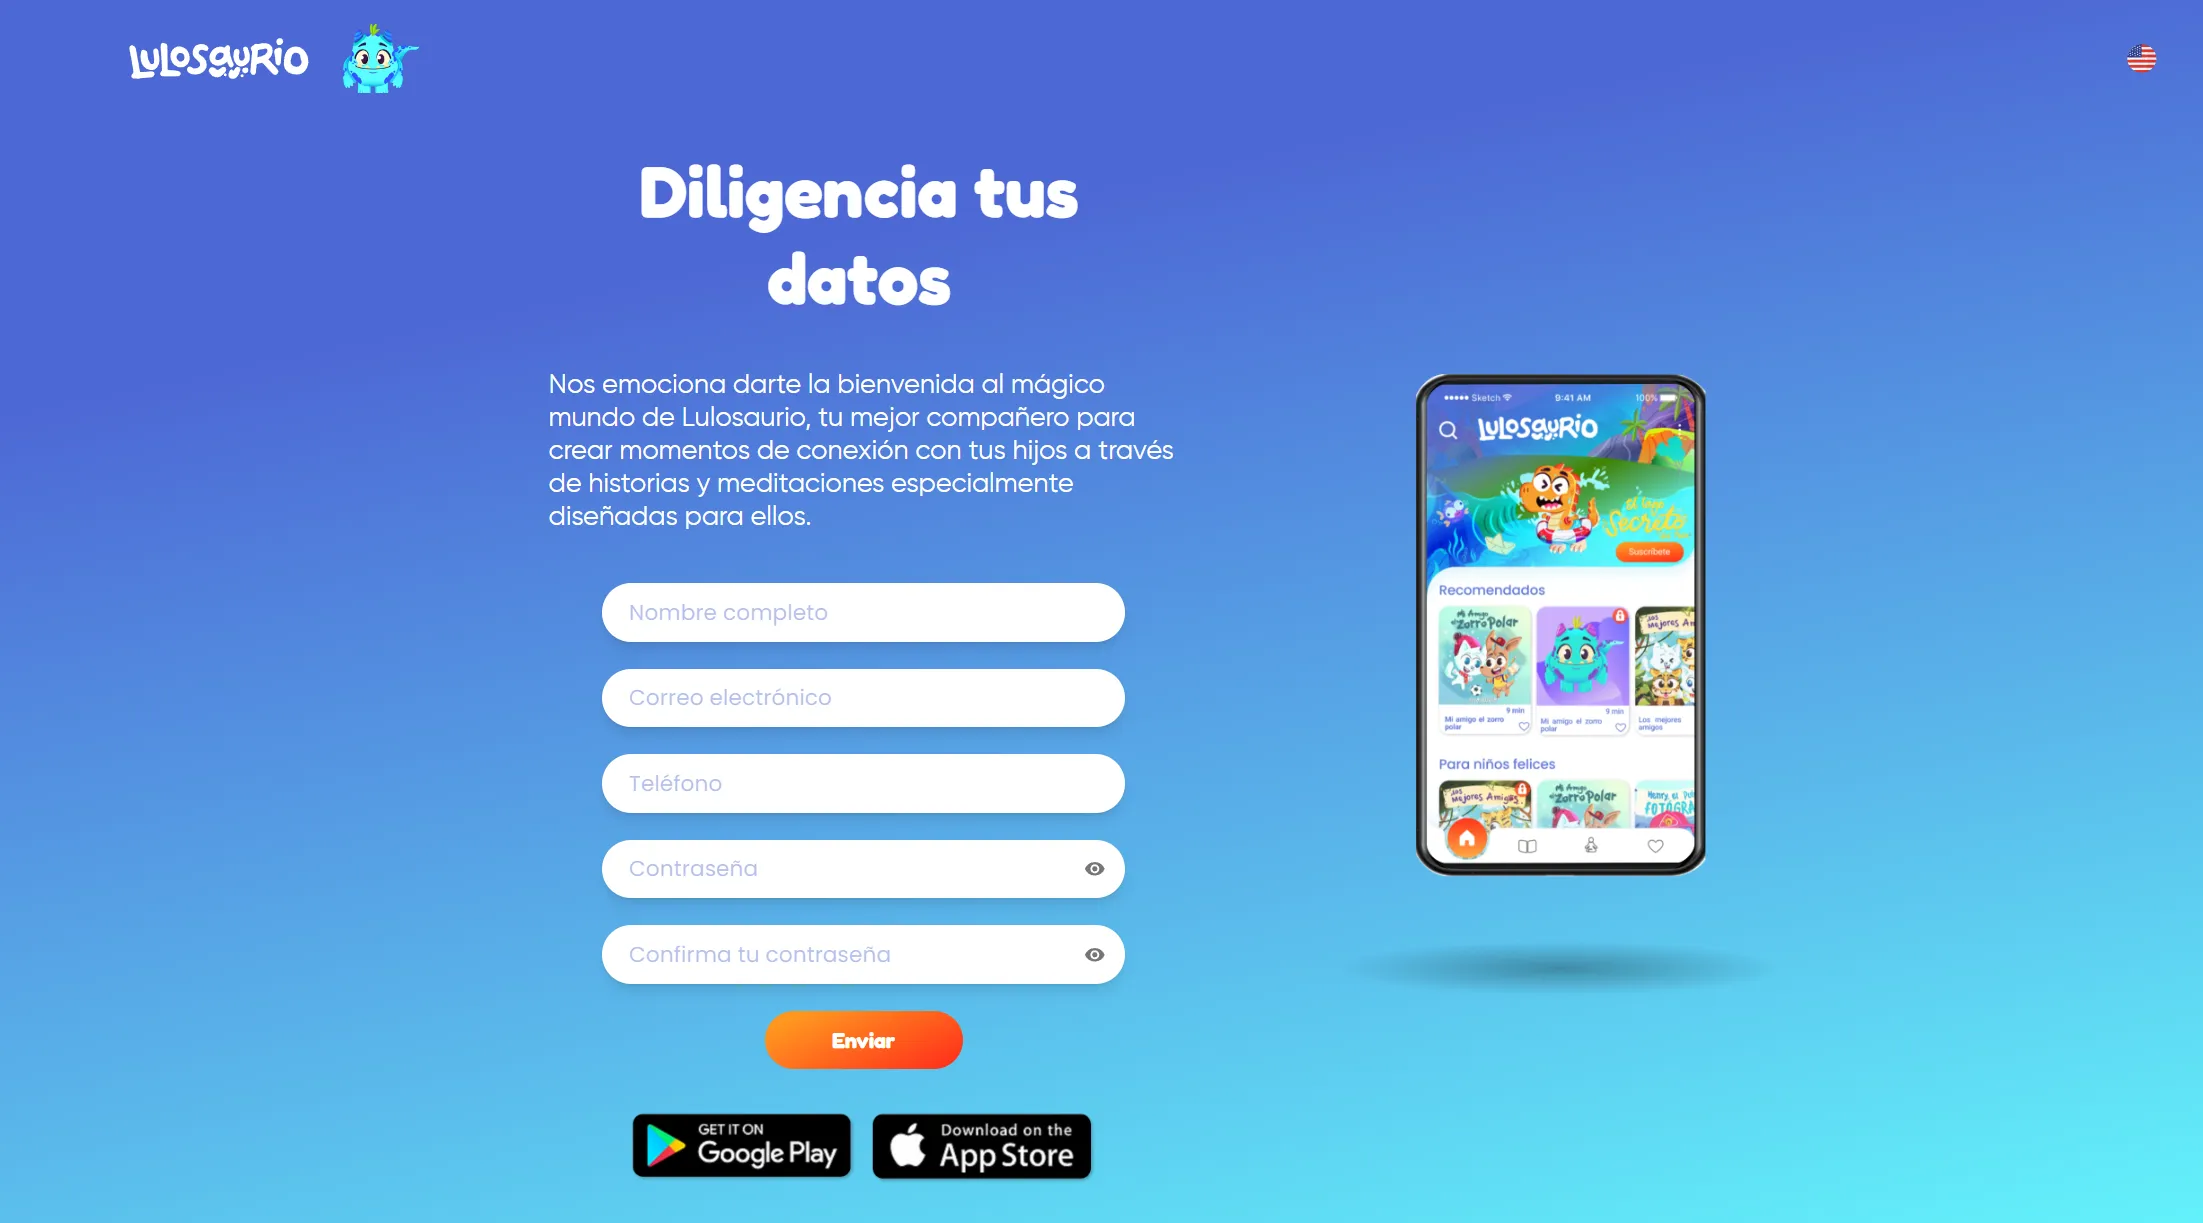 Lulosaurio
Diligencia tus
datos
Nos emociona darte la bienvenida al mágico
mundo de Lulosaurio, tu mejor compañero para
crear momentos de conexión con tus hijos a través
de historias y meditaciones especialmente
diseñadas para ellos.
Nombre completo
Correo electrónico
Teléfono
Contraseña
Confirma tu contraseña
Enviar
GET IT ON
Google Play
Download on the
App Store
Sketch
9:41 AM
100%
Lulosaurio
El lago
Secreto
Suscríbete
Recomendados
Mi Amigo
el Zorro Polar
9 min
Mi amigo el zorro
polar
9 min
Mi amigo el zorro
polar
Los
Mejores Am
Los mejores
amigos
Para niños felices
Los
Mejores Amigos
Mi Amigo
el Zorro Polar
Henry el Pu
FOTÓGRA